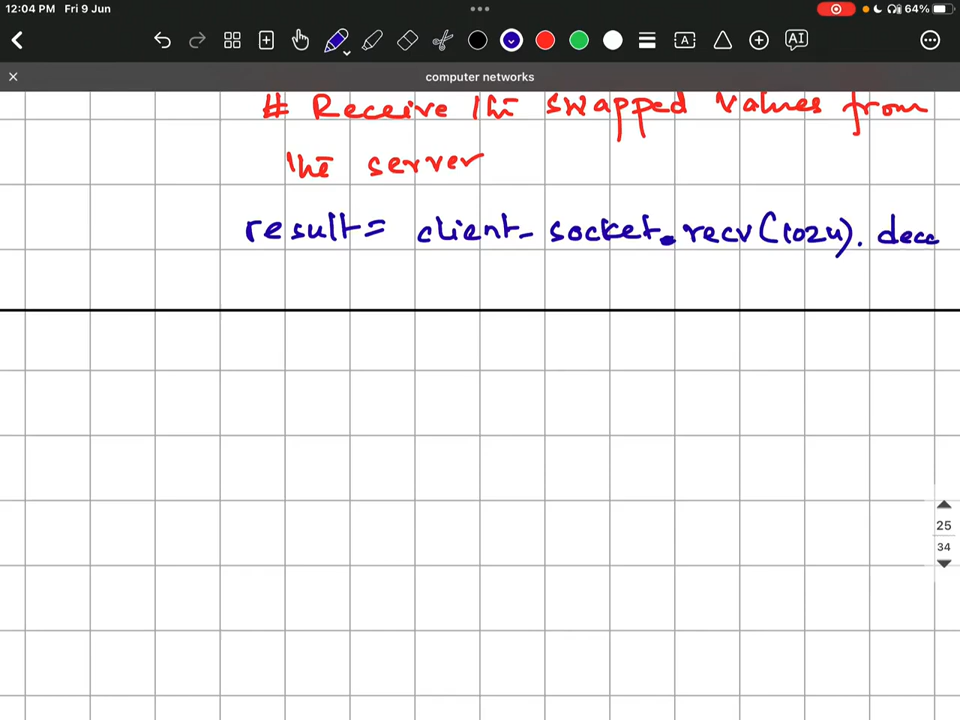 12:04 PM Fri 9 Jun
64%
computer networks
# Receive the swapped values from
the server
result = client_socket.recv(1024). deco
25
34
A
AI